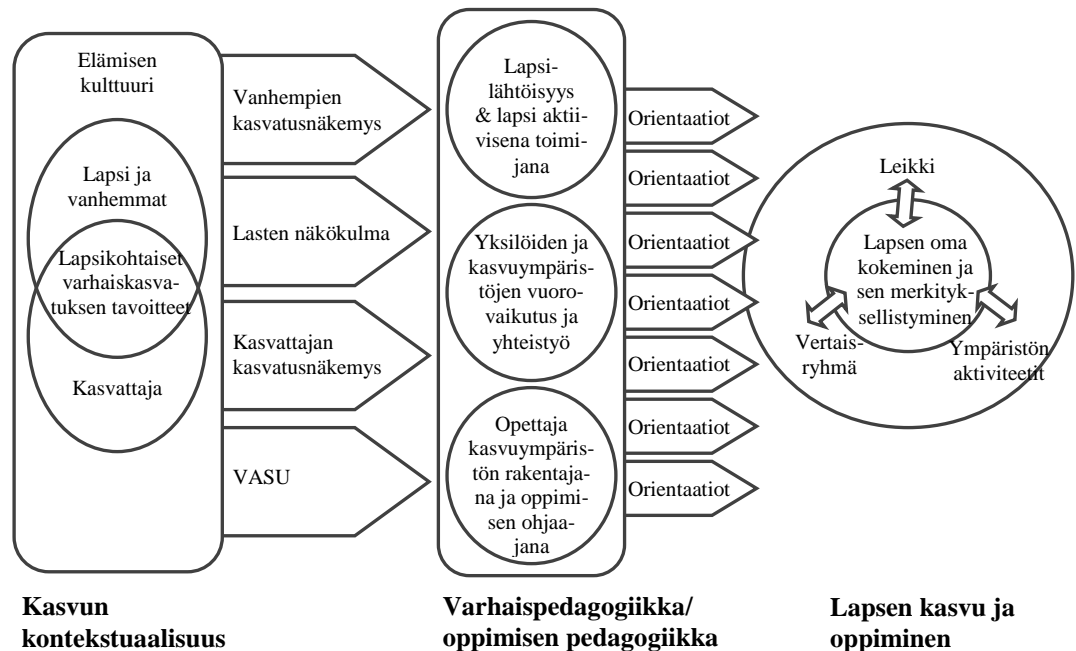 Elämisen
kulttuuri
Lapsi ja
vanhemmat
Lapsikohtaiset
varhaiskasva-
tuksen tavoitteet
Kasvattaja
Vanhempien
kasvatusnäkemys
Lasten näkökulma
Kasvattajan
kasvatusnäkemys
VASU
Lapsi-
lähtöisyys
& lapsi aktii-
visena toimi-
jana
Yksilöiden ja
kasvuympäris-
töjen vuoro-
vaikutus ja
yhteistyö
Opettaja
kasvuympäris-
tön rakentaja-
na ja oppimi-
sen ohjaa-
jana
Orientaatiot
Orientaatiot
Orientaatiot
Orientaatiot
Orientaatiot
Orientaatiot
Orientaatiot
Leikki
Lapsen oma
kokeminen ja
sen merkityk-
sellistyminen
Vertais-
ryhmä
Ympäristön
aktiviteetit
Kasvun
kontekstuaalisuus
Varhaispedagogiikka/
oppimisen pedagogiikka
Lapsen kasvu ja
oppiminen